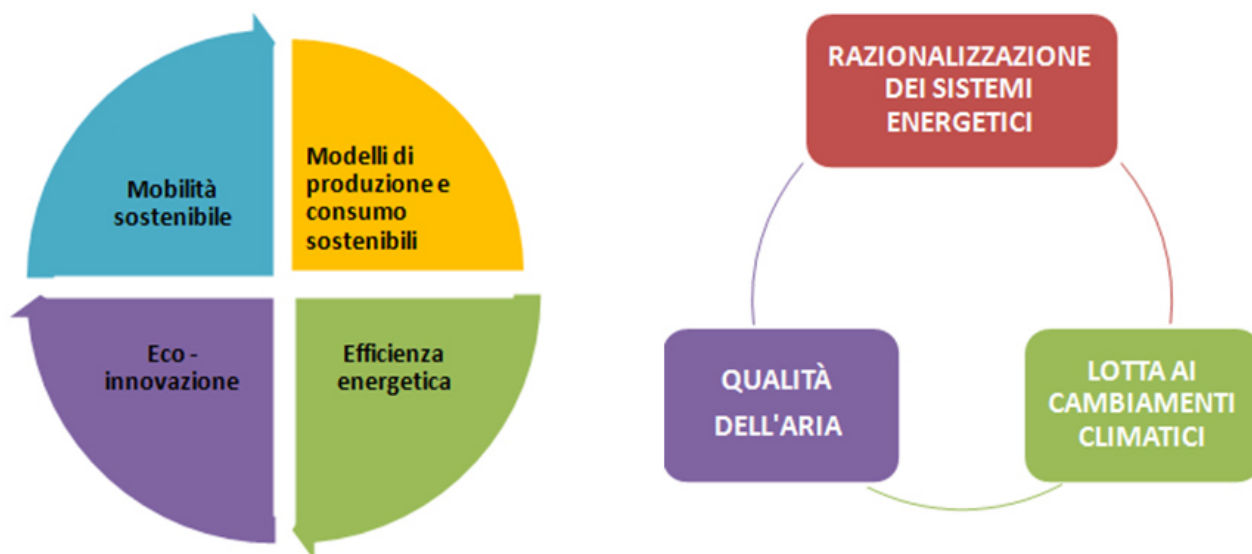 Mobilità
sostenibile
Modelli di
produzione e
consumo
sostenibili
Eco -
innovazione
Efficienza
energetica
RAZIONALIZZAZIONE
DEI SISTEMI
ENERGETICI
QUALITÀ
DELL'ARIA
LOTTA AI
CAMBIAMENTI
CLIMATICI